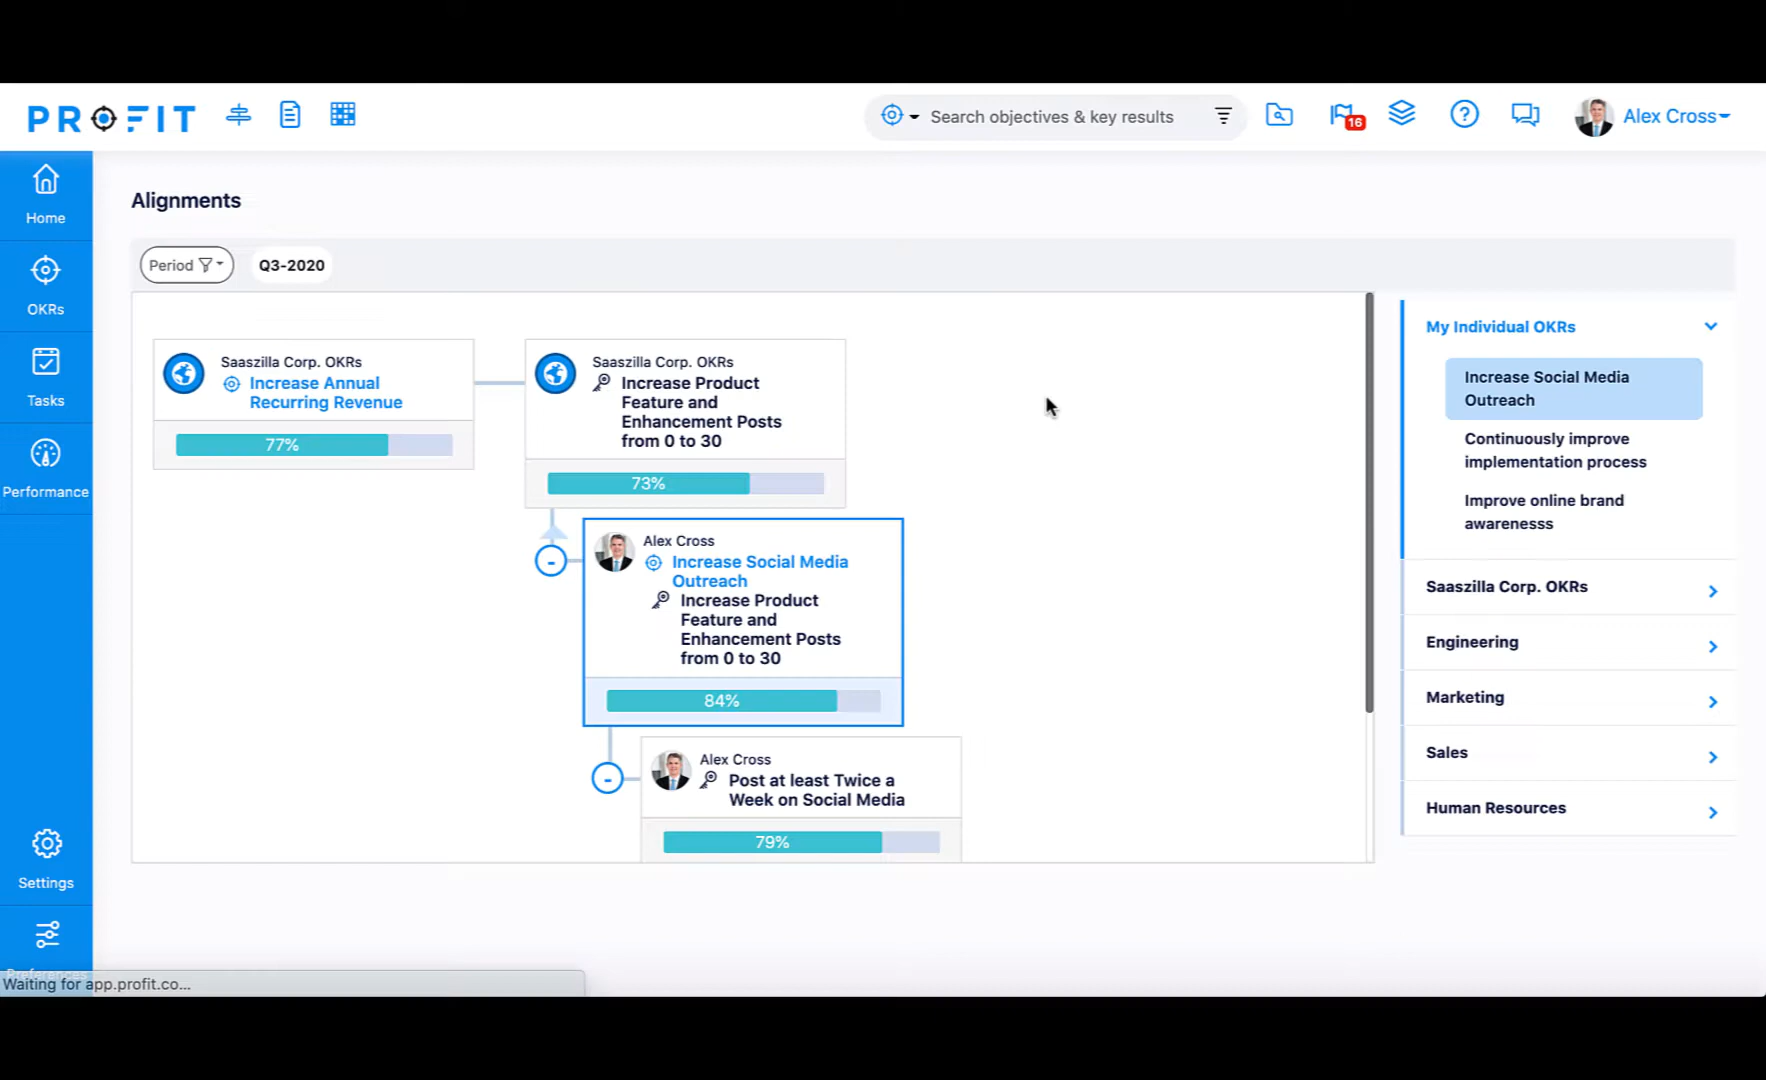 PROFIT
Search objectives & key results
16
Alex Cross
Home
OKRs
Tasks
Performance
Settings
Waiting for app.profit.co...
Alignments
Period
Q3-2020
Saaszilla Corp. OKRs
Increase Annual
Recurring Revenue
77%
Saaszilla Corp. OKRs
Increase Product
Feature and
Enhancement Posts
from 0 to 30
73%
Alex Cross
Increase Social Media
Outreach
Increase Product
Feature and
Enhancement Posts
from 0 to 30
84%
Alex Cross
Post at least Twice a
Week on Social Media
79%
My Individual OKRs
Increase Social Media
Outreach
Continuously improve
implementation process
Improve online brand
awarenesss
Saaszilla Corp. OKRs
Engineering
Marketing
Sales
Human Resources